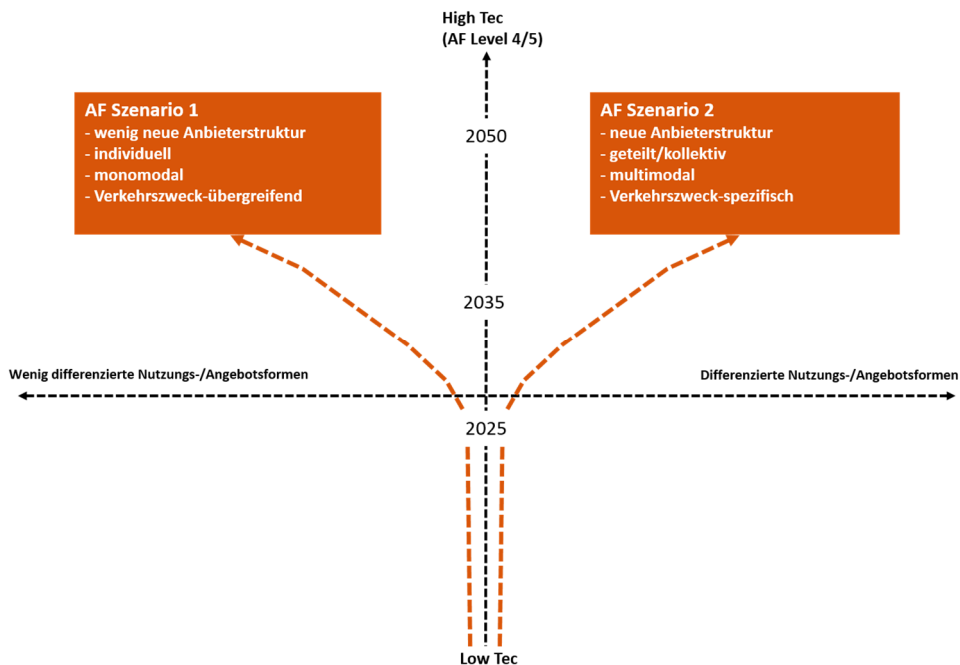 High Tec
(AF Level 4/5)
AF Szenario 1
- wenig neue Anbieterstruktur
- individuell
- monomodal
- Verkehrszweck-übergreifend
AF Szenario 2
- neue Anbieterstruktur
- geteilt/kollektiv
- multimodal
- Verkehrszweck-spezifisch
2050
2035
Wenig differenzierte Nutzungs-/Angebotsformen
Differenzierte Nutzungs-/Angebotsformen
2025
Low Tec